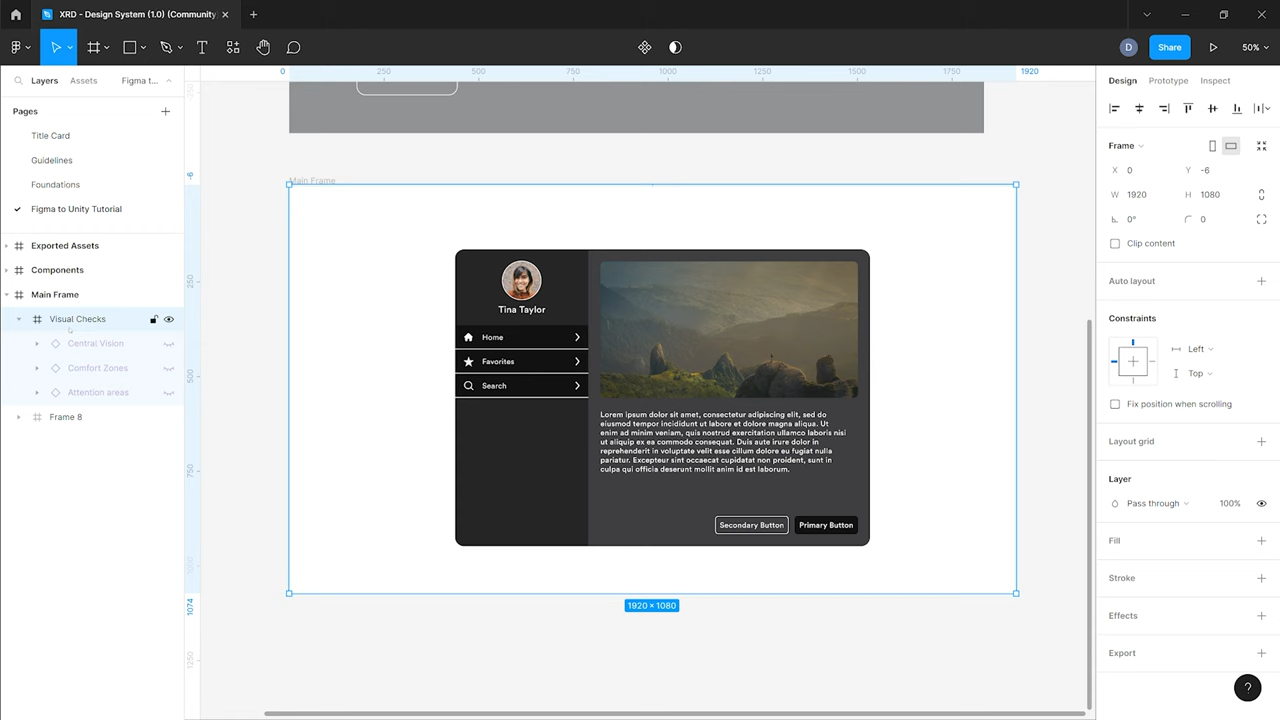 XRD - Design System (1.0) (Community
D
Share
50%
Layers
Assets
Figma t...
Pages
Title Card
Guidelines
Foundations
Figma to Unity Tutorial
Exported Assets
Components
Main Frame
Visual Checks
Central Vision
Comfort Zones
Attention areas
Frame 8
0
250
500
750
1000
1250
1500
1750
1920
-250
-6
250
500
750
1000
1074
1250
Main Frame
Tina Taylor
Home
Favorites
Search
Lorem ipsum dolor sit amet, consectetur adipiscing elit, sed do
eiusmod tempor incididunt ut labore et dolore magna aliqua. Ut
enim ad minim veniam, quis nostrud exercitation ullamco laboris nisi
ut aliquip ex ea commodo consequat. Duis aute irure dolor in
reprehenderit in voluptate velit esse cillum dolore eu fugiat nulla
pariatur. Excepteur sint occaecat cupidatat non proident, sunt in
culpa qui officia deserunt mollit anim id est laborum.
Secondary Button
Primary Button
1920 × 1080
Design
Prototype
Inspect
Frame
X 0
Y -6
W 1920
H 1080
0°
0
Clip content
Auto layout
Constraints
Left
Top
Fix position when scrolling
Layout grid
Layer
Pass through
100%
Fill
Stroke
Effects
Export
?